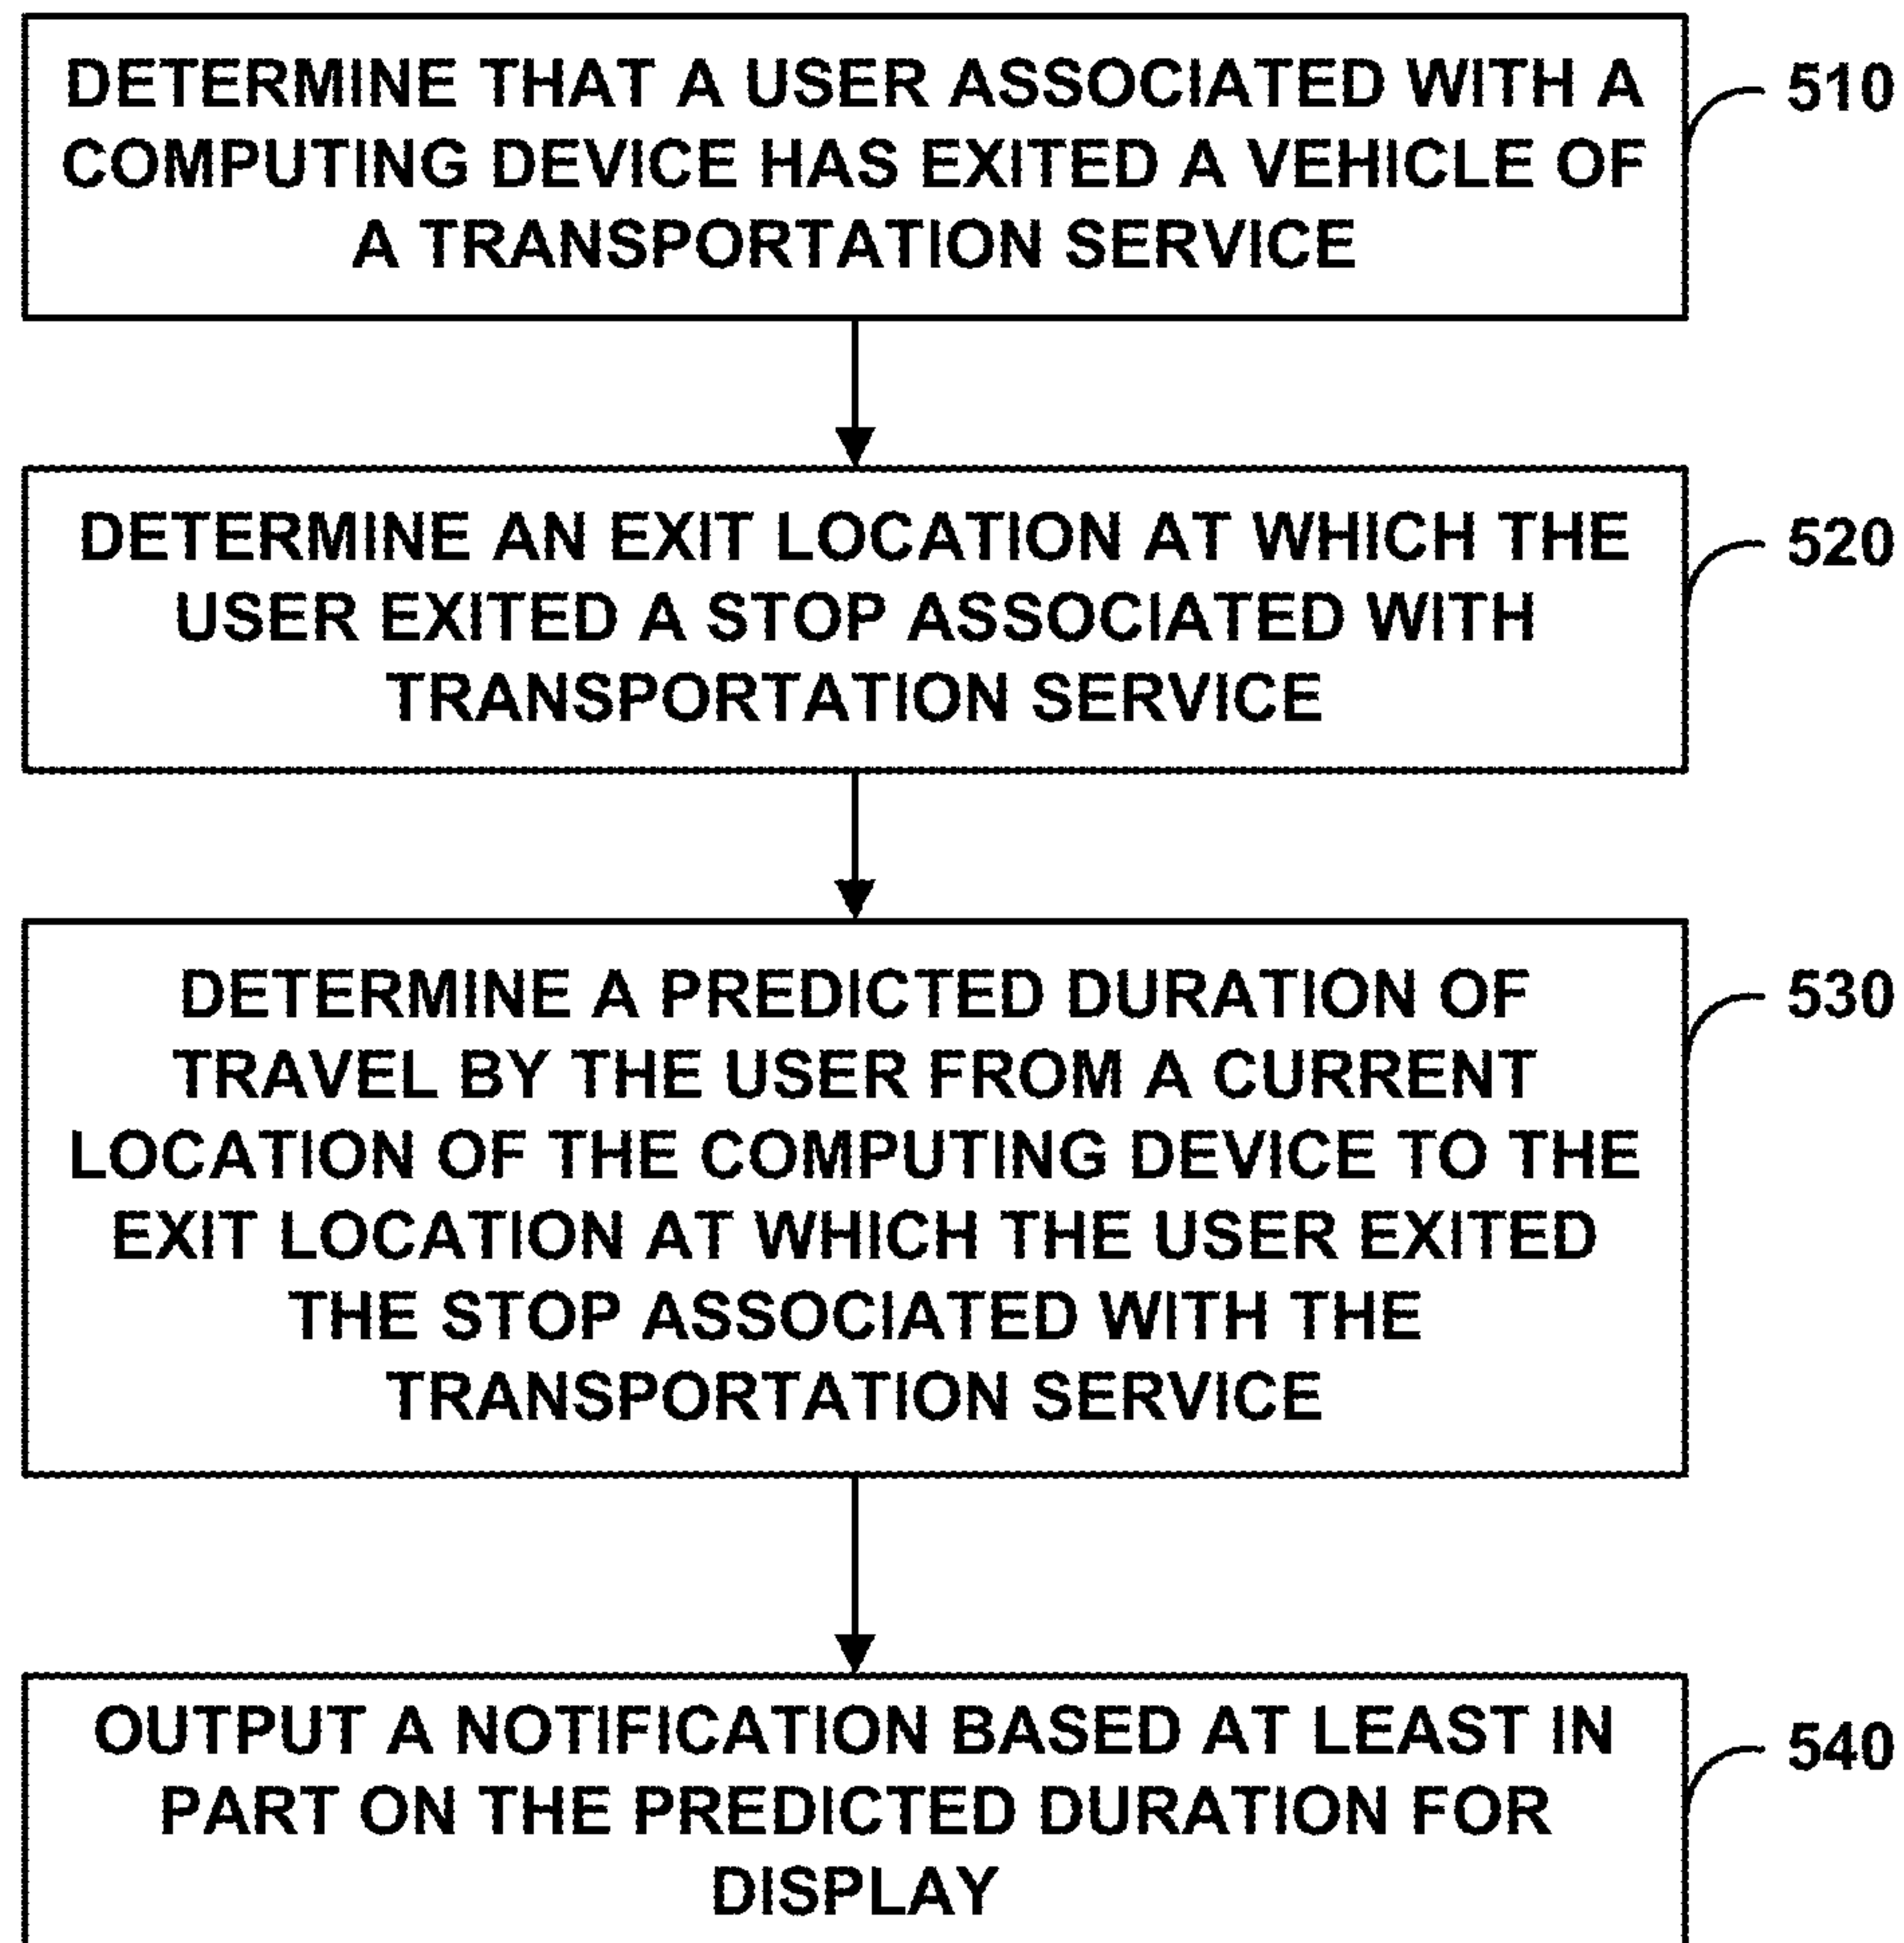 DETERMINE THAT A USER ASSOCIATED WITH A
COMPUTING DEVICE HAS EXITED A VEHICLE OF
A TRANSPORTATION SERVICE
510
DETERMINE AN EXIT LOCATION AT WHICH THE
USER EXITED A STOP ASSOCIATED WITH
TRANSPORTATION SERVICE
520
DETERMINE A PREDICTED DURATION OF
TRAVEL BY THE USER FROM A CURRENT
LOCATION OF THE COMPUTING DEVICE TO THE
EXIT LOCATION AT WHICH THE USER EXITED
THE STOP ASSOCIATED WITH THE
TRANSPORTATION SERVICE
530
OUTPUT A NOTIFICATION BASED AT LEAST IN
PART ON THE PREDICTED DURATION FOR
DISPLAY
540